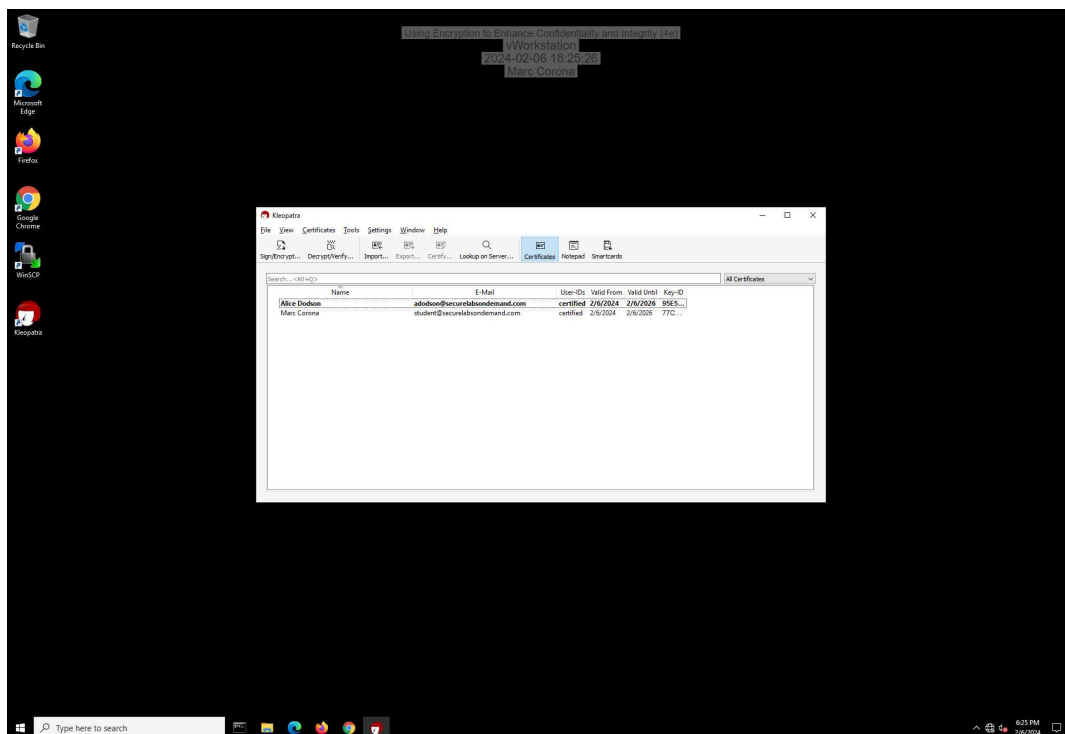 Recycle Bin
Microsoft
Edge
Firefox
Google
Chrome
WinSCP
Kleopatra
Using Encryption to Enhance Confidentiality and Integrity (4e)
vWorkstation
2024-02-06 18:25:26
Marc Corona
Kleopatra
File View Certificates Tools Settings Window Help
Sign/Encrypt... Decrypt/Verify... Import... Export... Certify... Lookup on Server... Certificates Notepad Smartcards
Search...<Alt+Q> All Certificates
Name E-Mail User-IDs Valid From Valid Until Key-ID
Alice Dodson adodson@securelabsondemand.com certified 2/6/2024 2/6/2026 95E5...
Marc Corona student@securelabsondemand.com certified 2/6/2024 2/6/2026 77C...
Type here to search
6:25 PM
2/6/2024